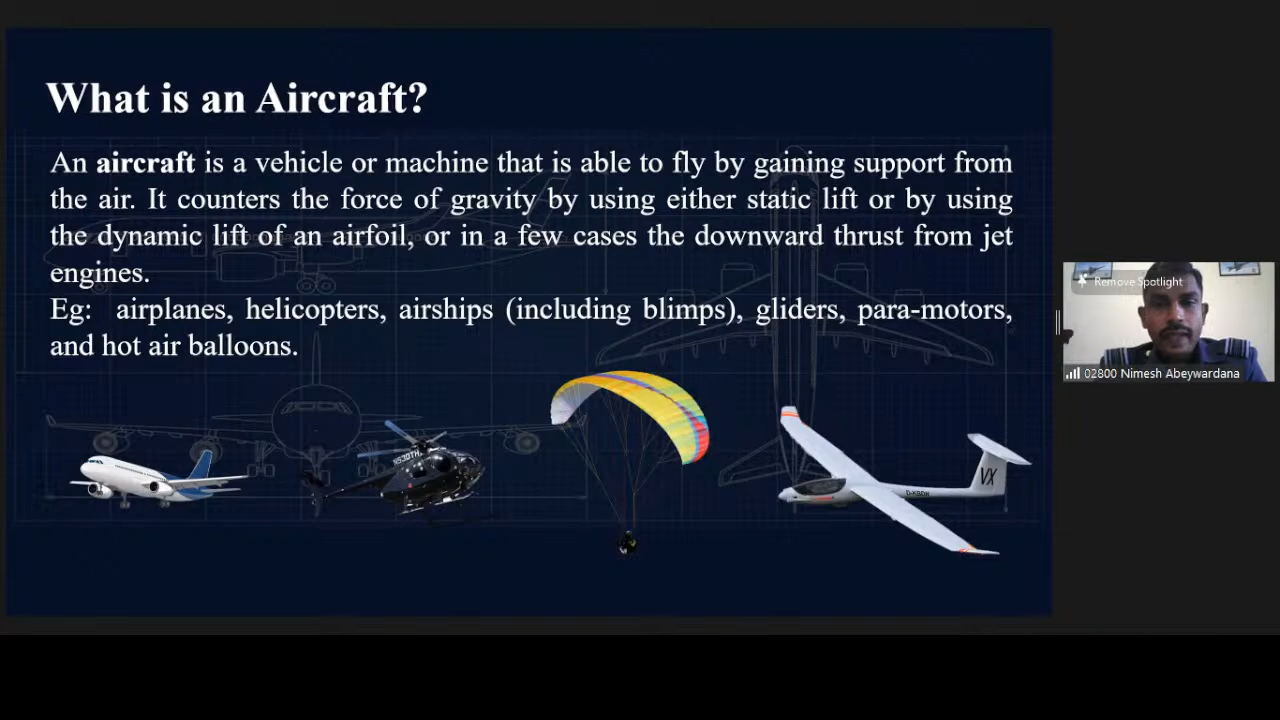 What is an Aircraft?
An aircraft is a vehicle or machine that is able to fly by gaining support from
the air. It counters the force of gravity by using either static lift or by using
the dynamic lift of an airfoil, or in a few cases the downward thrust from jet
engines.
Eg: airplanes, helicopters, airships (including blimps), gliders, para-motors,
and hot air balloons.
Remove Spotlight
02800 Nimesh Abeywardana
N530TH
VX